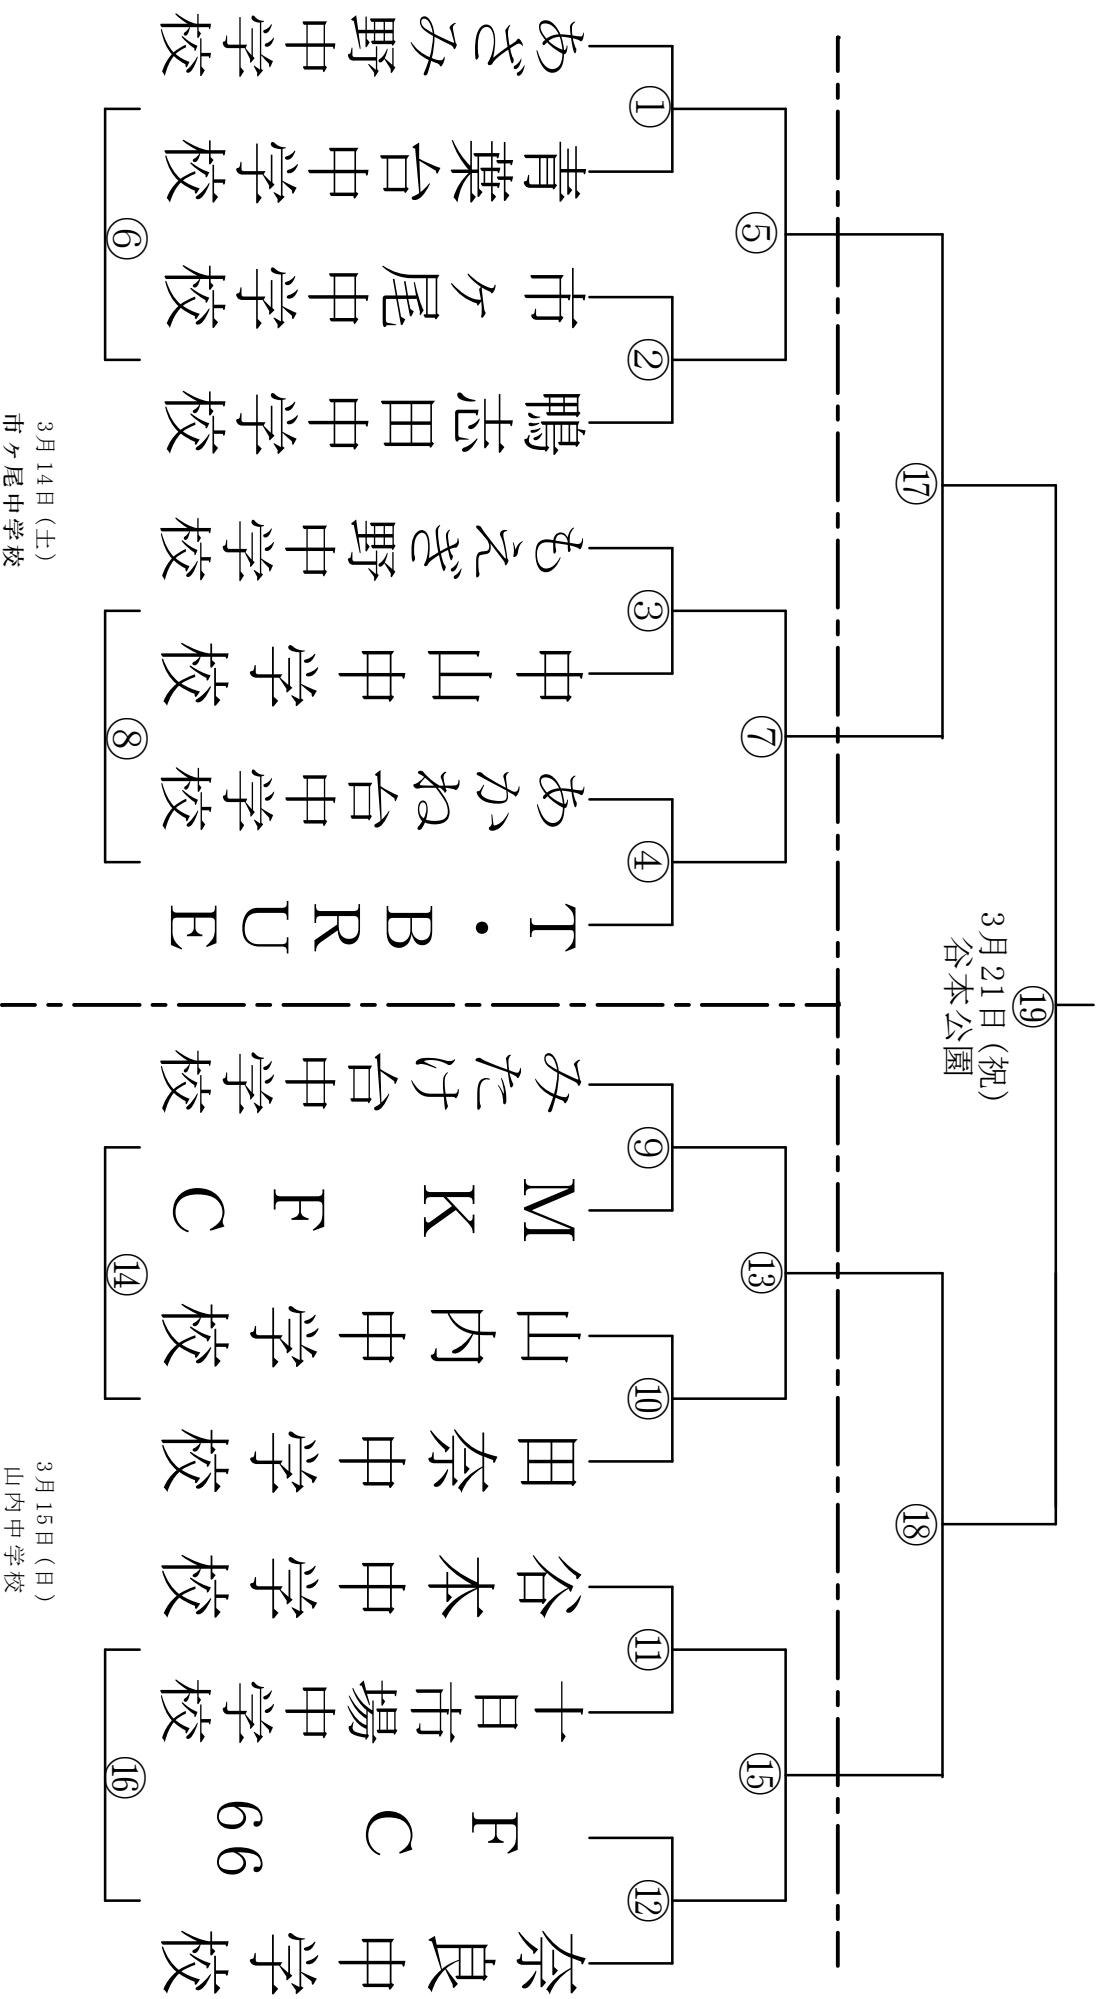 ⑲
3月21日(祝)
谷本公園
⑰
⑱
⑤
⑦
⑬
⑮
①
②
③
④
⑨
⑩
⑪
⑫
あざみ野中学校
青葉台中学校
市ヶ尾中学校
鴨志田中学校
もえぎ野中学校
中山中学校
あかね台中学校
T・BRUE
みたけ台中学校
MKFC
山内中学校
田奈中学校
谷本中学校
十日市場中学校
FC66
奈良中学校
⑥
⑧
⑭
⑯
3月14日(土)
市ヶ尾中学校
3月15日(日)
山内中学校